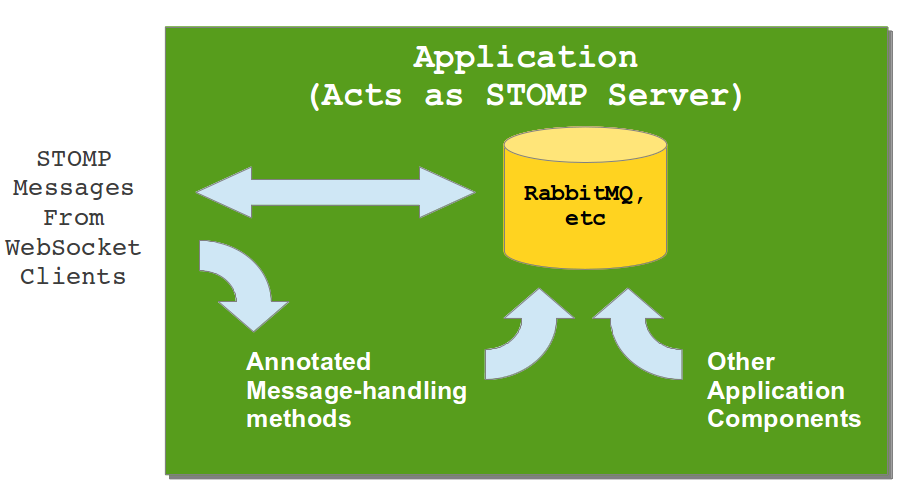 Application
(Acts as STOMP Server)
STOMP
Messages
From
WebSocket
Clients
RabbitMQ,
etc
Annotated
Message-handling
methods
Other
Application
Components